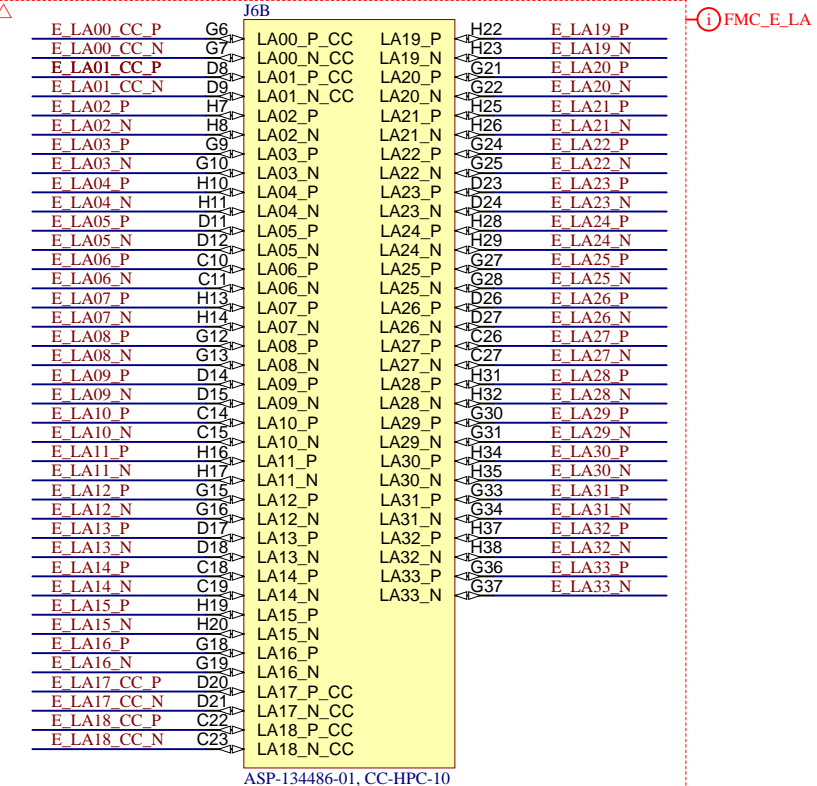 J6B
ⓘ FMC_E_LA
E_LA00_CC_P G6 LA00_P_CC LA19_P H22 E_LA19_P
E_LA00_CC_N G7 LA00_N_CC LA19_N H23 E_LA19_N
E_LA01_CC_P D8 LA01_P_CC LA20_P G21 E_LA20_P
E_LA01_CC_N D9 LA01_N_CC LA20_N G22 E_LA20_N
E_LA02_P H7 LA02_P LA21_P H25 E_LA21_P
E_LA02_N H8 LA02_N LA21_N H26 E_LA21_N
E_LA03_P G9 LA03_P LA22_P G24 E_LA22_P
E_LA03_N G10 LA03_N LA22_N G25 E_LA22_N
E_LA04_P H10 LA04_P LA23_P D23 E_LA23_P
E_LA04_N H11 LA04_N LA23_N D24 E_LA23_N
E_LA05_P D11 LA05_P LA24_P H28 E_LA24_P
E_LA05_N D12 LA05_N LA24_N H29 E_LA24_N
E_LA06_P C10 LA06_P LA25_P G27 E_LA25_P
E_LA06_N C11 LA06_N LA25_N G28 E_LA25_N
E_LA07_P H13 LA07_P LA26_P D26 E_LA26_P
E_LA07_N H14 LA07_N LA26_N D27 E_LA26_N
E_LA08_P G12 LA08_P LA27_P C26 E_LA27_P
E_LA08_N G13 LA08_N LA27_N C27 E_LA27_N
E_LA09_P D14 LA09_P LA28_P H31 E_LA28_P
E_LA09_N D15 LA09_N LA28_N H32 E_LA28_N
E_LA10_P C14 LA10_P LA29_P G30 E_LA29_P
E_LA10_N C15 LA10_N LA29_N G31 E_LA29_N
E_LA11_P H16 LA11_P LA30_P H34 E_LA30_P
E_LA11_N H17 LA11_N LA30_N H35 E_LA30_N
E_LA12_P G15 LA12_P LA31_P G33 E_LA31_P
E_LA12_N G16 LA12_N LA31_N G34 E_LA31_N
E_LA13_P D17 LA13_P LA32_P H37 E_LA32_P
E_LA13_N D18 LA13_N LA32_N H38 E_LA32_N
E_LA14_P C18 LA14_P LA33_P G36 E_LA33_P
E_LA14_N C19 LA14_N LA33_N G37 E_LA33_N
E_LA15_P H19 LA15_P
E_LA15_N H20 LA15_N
E_LA16_P G18 LA16_P
E_LA16_N G19 LA16_N
E_LA17_CC_P D20 LA17_P_CC
E_LA17_CC_N D21 LA17_N_CC
E_LA18_CC_P C22 LA18_P_CC
E_LA18_CC_N C23 LA18_N_CC
ASP-134486-01, CC-HPC-10